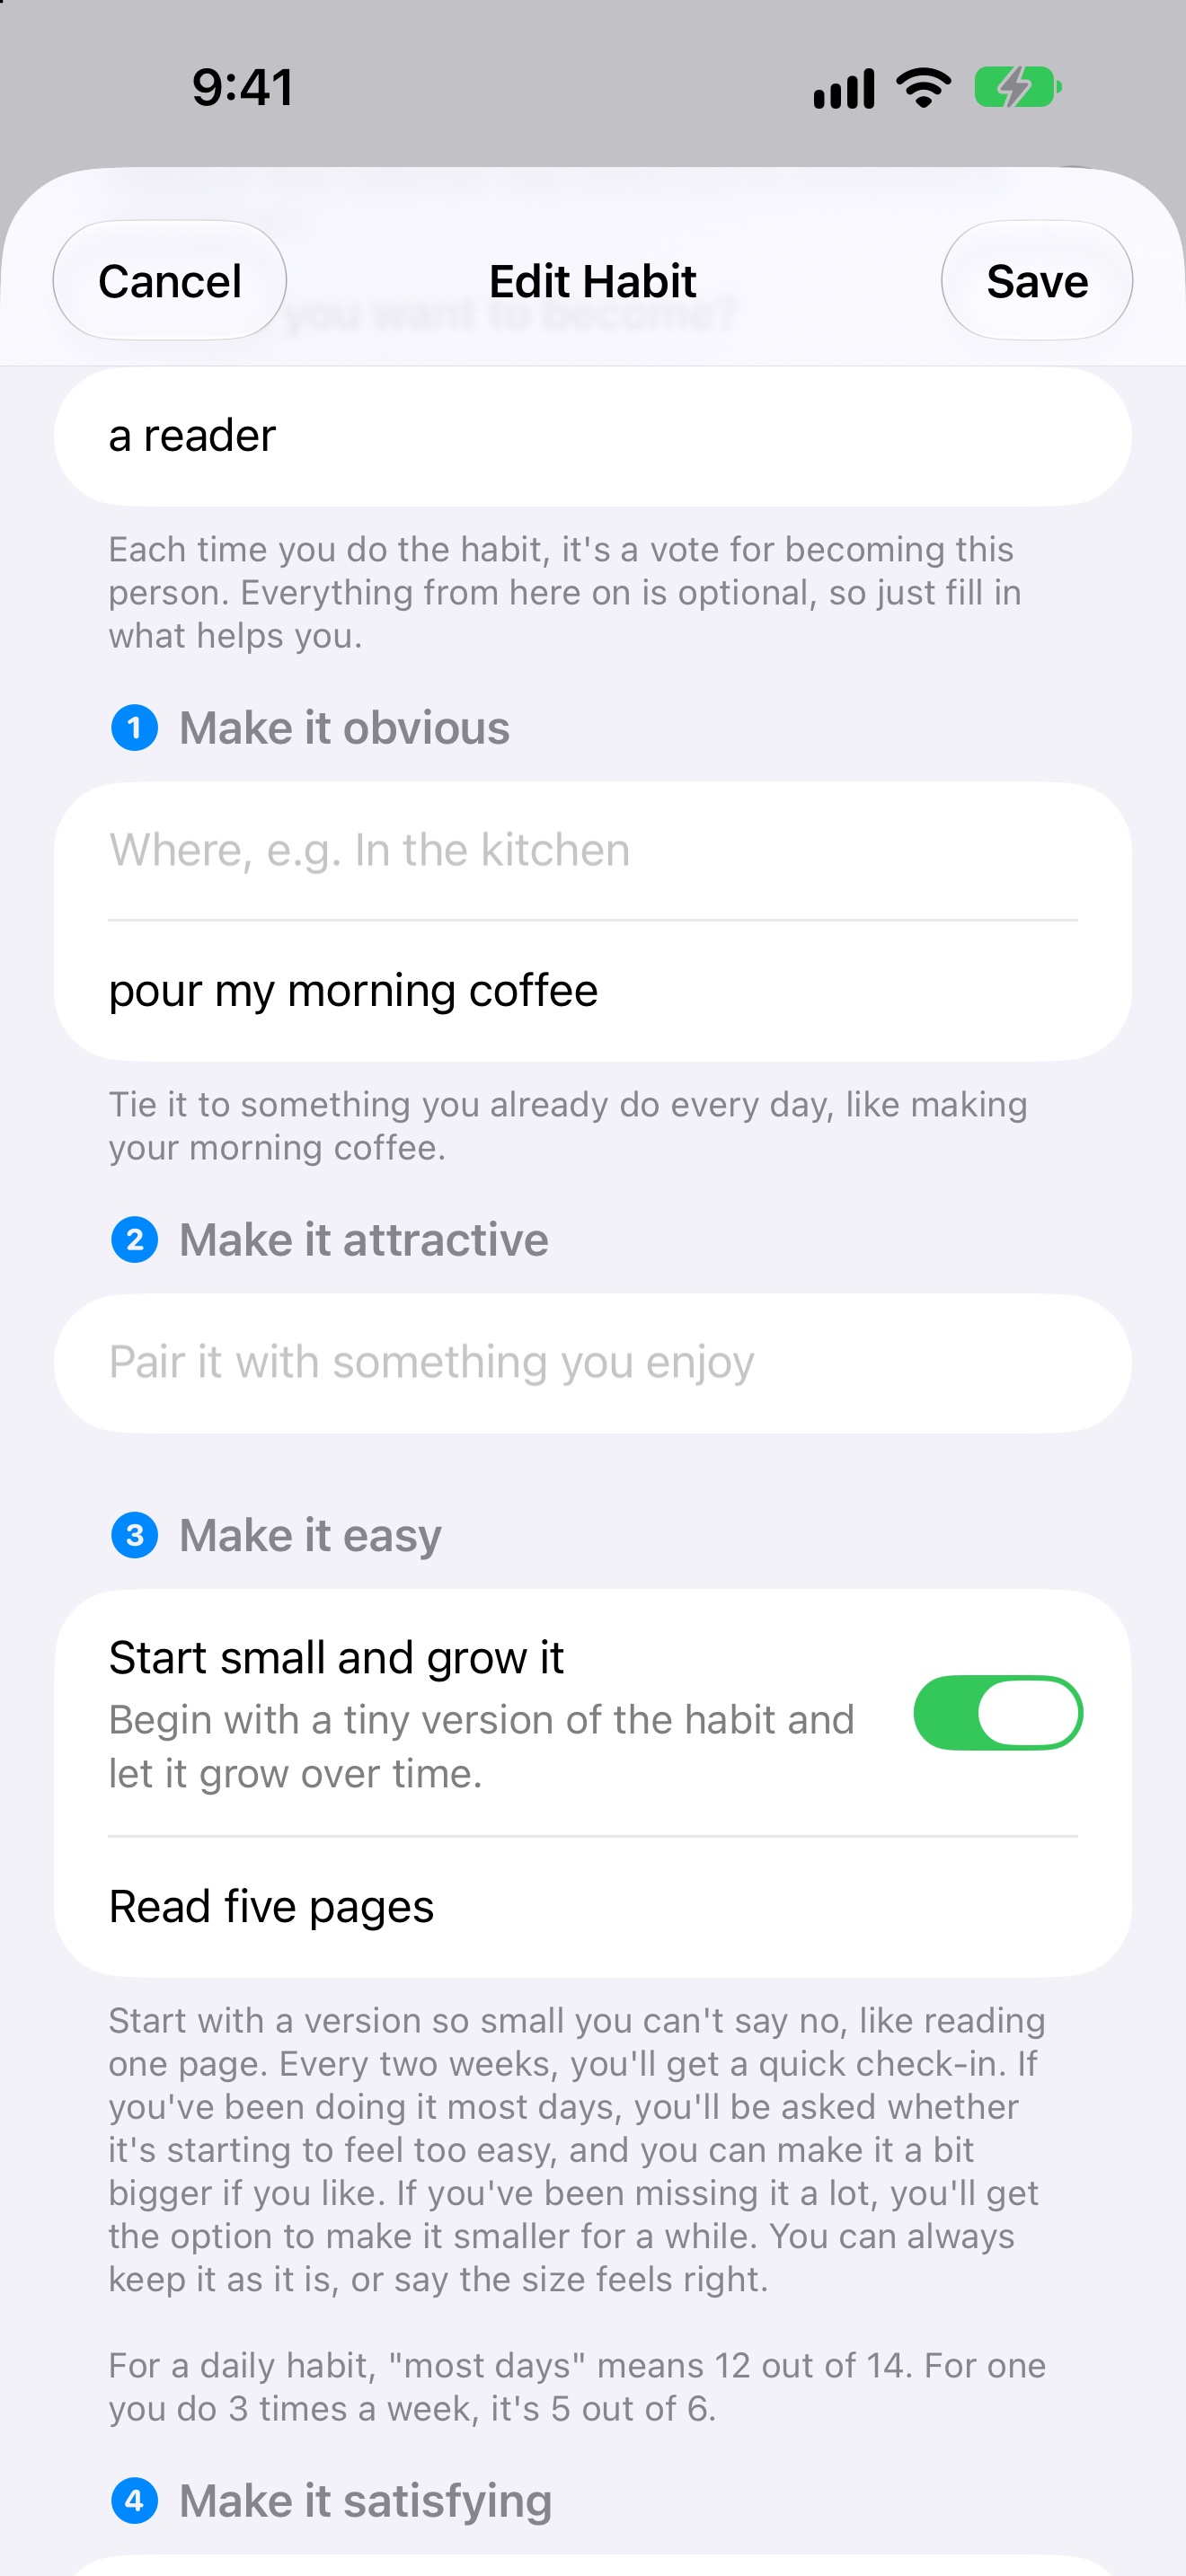 9:41
Cancel
Edit Habit
Save
you want to become?
a reader
Each time you do the habit, it's a vote for becoming this
person. Everything from here on is optional, so just fill in
what helps you.
1 Make it obvious
Where, e.g. In the kitchen
pour my morning coffee
Tie it to something you already do every day, like making
your morning coffee.
2 Make it attractive
Pair it with something you enjoy
3 Make it easy
Start small and grow it
Begin with a tiny version of the habit and
let it grow over time.
Read five pages
Start with a version so small you can't say no, like reading
one page. Every two weeks, you'll get a quick check-in. If
you've been doing it most days, you'll be asked whether
it's starting to feel too easy, and you can make it a bit
bigger if you like. If you've been missing it a lot, you'll get
the option to make it smaller for a while. You can always
keep it as it is, or say the size feels right.
For a daily habit, "most days" means 12 out of 14. For one
you do 3 times a week, it's 5 out of 6.
4 Make it satisfying